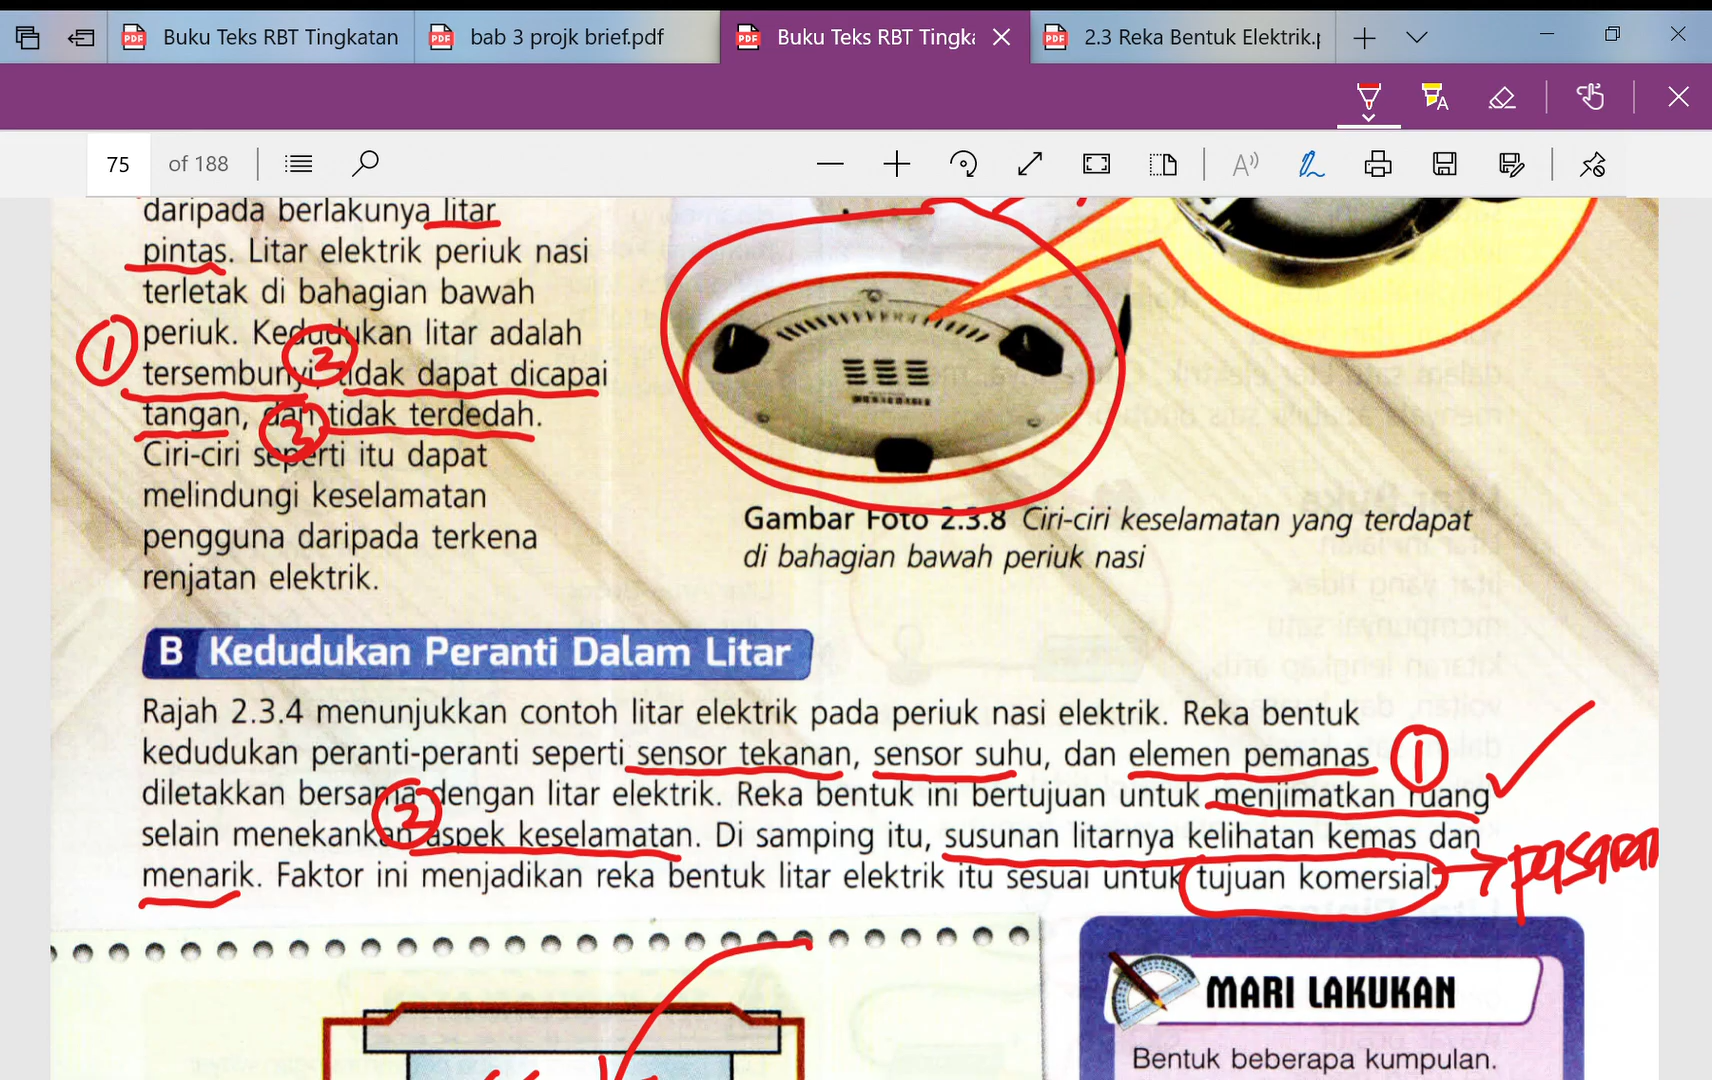 Buku Teks RBT Tingkatan
bab 3 projk brief.pdf
Buku Teks RBT Tingka
2.3 Reka Bentuk Elektrik.p
75 of 188
daripada berlakunya litar
pintas. Litar elektrik periuk nasi
terletak di bahagian bawah
periuk. Kedudukan litar adalah
1
2
tersembunyi, tidak dapat dicapai
tangan, dan tidak terdedah.
3
Ciri-ciri seperti itu dapat
melindungi keselamatan
pengguna daripada terkena
renjatan elektrik.
Gambar Foto 2.3.8 Ciri-ciri keselamatan yang terdapat
di bahagian bawah periuk nasi
B Kedudukan Peranti Dalam Litar
Rajah 2.3.4 menunjukkan contoh litar elektrik pada periuk nasi elektrik. Reka bentuk
kedudukan peranti-peranti seperti sensor tekanan, sensor suhu, dan elemen pemanas
1
diletakkan bersama dengan litar elektrik. Reka bentuk ini bertujuan untuk menjimatkan ruang
2
selain menekankan aspek keselamatan. Di samping itu, susunan litarnya kelihatan kemas dan
menarik. Faktor ini menjadikan reka bentuk litar elektrik itu sesuai untuk tujuan komersial.
pasaran
MARI LAKUKAN
Bentuk beberapa kumpulan.